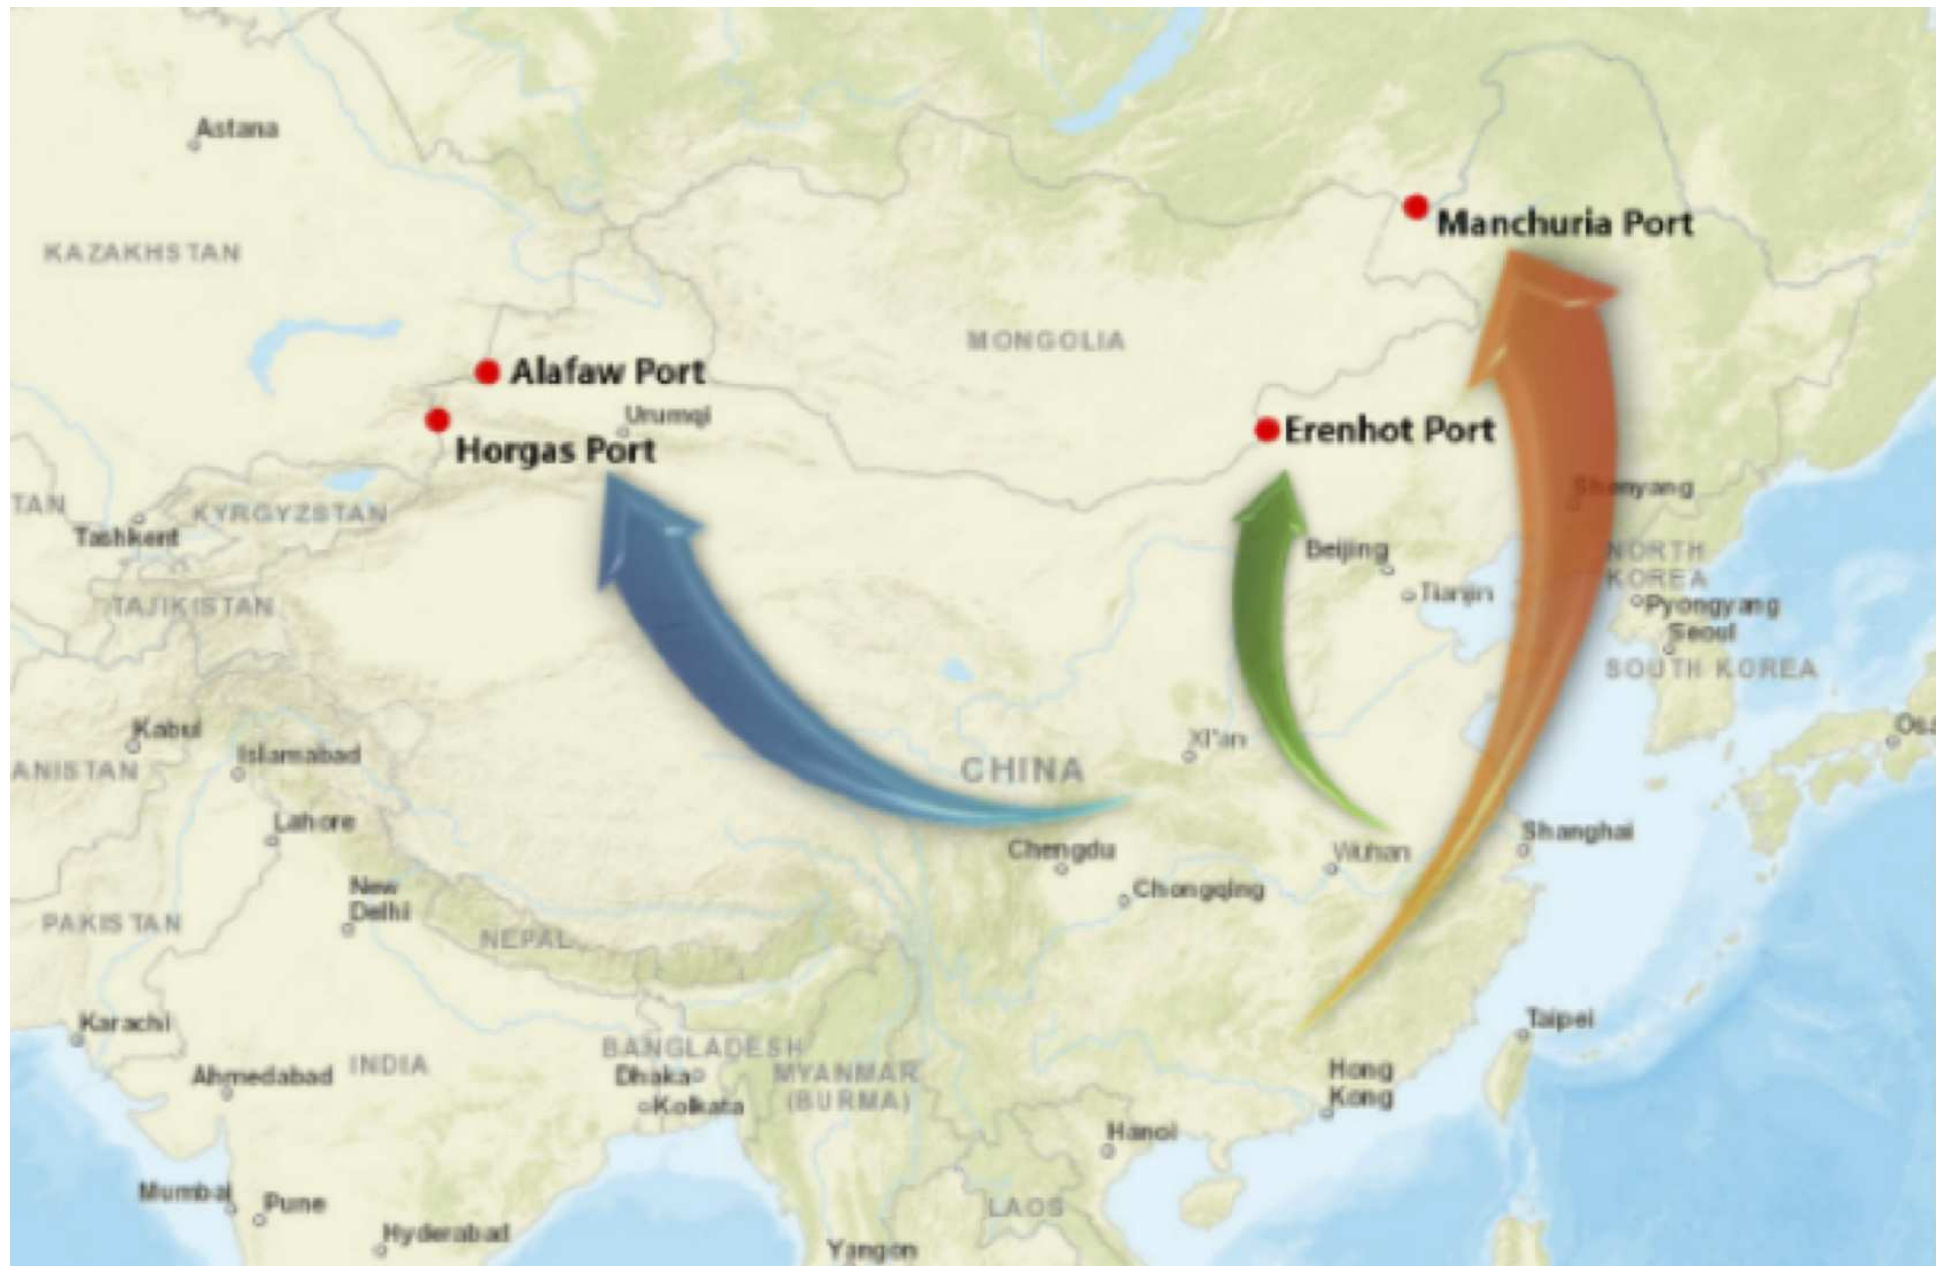 Astana
Manchuria Port
KAZAKHSTAN
MONGOLIA
Alafaw Port
Urumqi
Horgas Port
Erenhot Port
Shenyang
TAN
KYRGYZSTAN
Tashkent
Beijing
NORTH
KOREA
Tianjin
TAJIKISTAN
Pyongyang
Seoul
SOUTH KOREA
Kabul
Islamabad
ANISTAN
Xi'an
CHINA
Osa
Lahore
Shanghai
Chengdu
Wuhan
Chongqing
New
Delhi
PAKISTAN
NEPAL
Karachi
Taipei
BANGLADESH
INDIA
Ahmedabad
Dhaka
MYANMAR
(BURMA)
Kolkata
Hong
Kong
Hanoi
Mumbai
Pune
LAOS
Hyderabad
Yangon